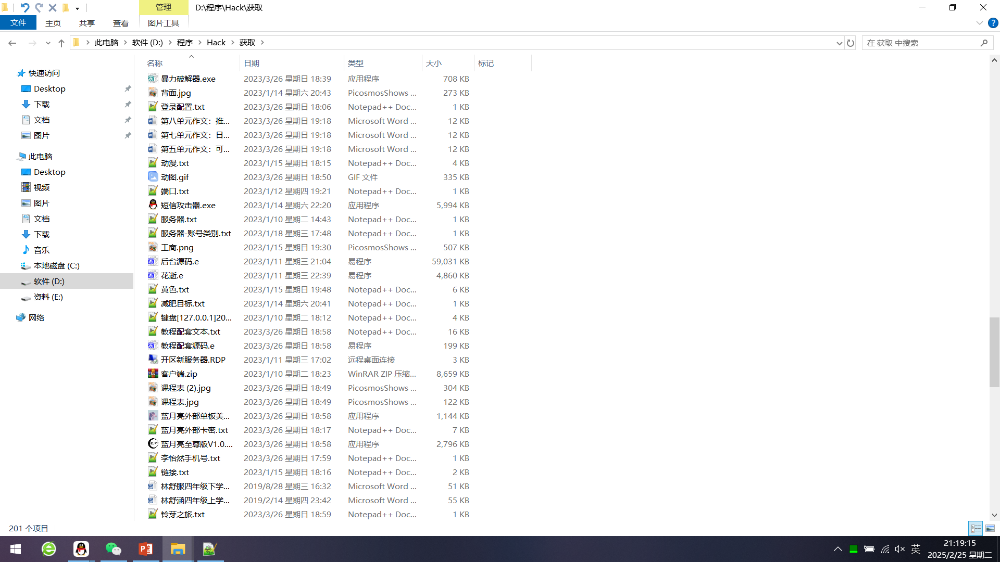 管理
D:\程序\Hack\获取
文件
主页
共享
查看
图片工具
此电脑
软件 (D:)
程序
Hack
获取
在 获取 中搜索
快速访问
Desktop
下载
文档
图片
此电脑
Desktop
视频
图片
文档
下载
音乐
本地磁盘 (C:)
软件 (D:)
资料 (E:)
网络
名称 日期 类型 大小 标记
暴力破解器.exe 2023/3/26 星期日 18:39 应用程序 708 KB
背面.jpg 2023/1/14 星期六 20:43 PicosmosShows ... 273 KB
登录配置.txt 2023/3/26 星期日 18:06 Notepad++ Doc... 1 KB
第八单元作文：推... 2023/3/26 星期日 19:18 Microsoft Word ... 12 KB
第七单元作文：日... 2023/3/26 星期日 19:18 Microsoft Word ... 12 KB
第五单元作文：可... 2023/3/26 星期日 19:18 Microsoft Word ... 12 KB
动漫.txt 2023/1/15 星期日 18:15 Notepad++ Doc... 4 KB
动图.gif 2023/3/26 星期日 18:50 GIF 文件 335 KB
端口.txt 2023/1/12 星期四 19:21 Notepad++ Doc... 1 KB
短信攻击器.exe 2023/1/14 星期六 22:20 应用程序 5,994 KB
服务器.txt 2023/1/10 星期二 14:43 Notepad++ Doc... 1 KB
服务器-账号类别.txt 2023/1/18 星期三 17:48 Notepad++ Doc... 1 KB
工商.png 2023/1/15 星期日 19:30 PicosmosShows ... 507 KB
后台源码.e 2023/1/11 星期三 21:04 易程序 59,031 KB
花逝.e 2023/1/11 星期三 22:39 易程序 4,860 KB
黄色.txt 2023/1/15 星期日 19:48 Notepad++ Doc... 6 KB
减肥目标.txt 2023/1/14 星期六 20:41 Notepad++ Doc... 1 KB
键盘[127.0.0.1]20... 2023/1/10 星期二 18:12 Notepad++ Doc... 4 KB
教程配套文本.txt 2023/3/26 星期日 18:58 Notepad++ Doc... 16 KB
教程配套源码.e 2023/3/26 星期日 18:58 易程序 199 KB
开区新服务器.RDP 2023/1/11 星期三 17:02 远程桌面连接 3 KB
客户端.zip 2023/1/10 星期二 18:23 WinRAR ZIP 压缩... 8,659 KB
课程表 (2).jpg 2023/3/26 星期日 18:49 PicosmosShows ... 304 KB
课程表.jpg 2023/3/26 星期日 18:49 PicosmosShows ... 122 KB
蓝月亮外部单板美... 2023/3/26 星期日 18:58 应用程序 1,144 KB
蓝月亮外部卡密.txt 2023/3/26 星期日 18:17 Notepad++ Doc... 7 KB
蓝月亮至尊版V1.0.... 2023/3/26 星期日 18:58 应用程序 2,796 KB
李怡然手机号.txt 2023/3/26 星期日 17:59 Notepad++ Doc... 1 KB
链接.txt 2023/1/15 星期日 18:16 Notepad++ Doc... 2 KB
林舒服四年级下学... 2019/8/28 星期三 16:32 Microsoft Word ... 51 KB
林舒涵四年级上学... 2019/2/14 星期四 23:42 Microsoft Word ... 55 KB
铃芽之旅.txt 2023/3/26 星期日 18:59 Notepad++ Doc... 1 KB
201 个项目
英
21:19:15
2025/2/25 星期二